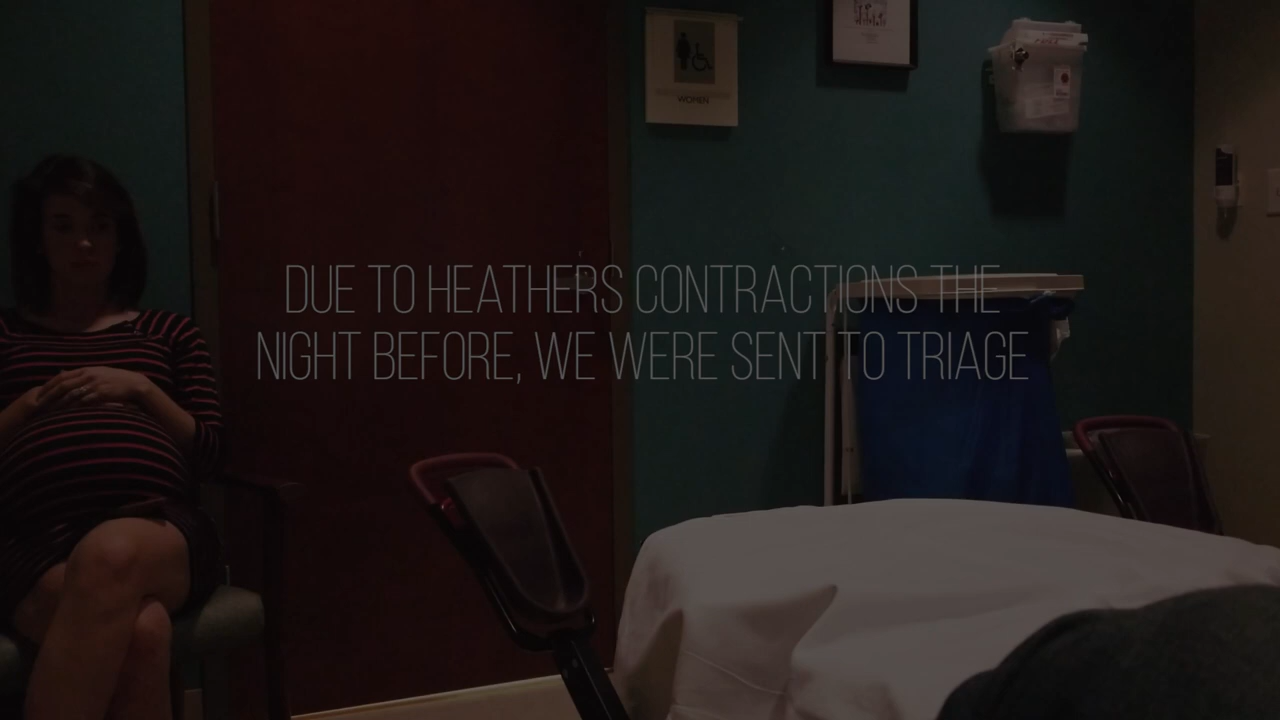 WOMEN
DUE TO HEATHERS CONTRACTIONS THE
NIGHT BEFORE, WE WERE SENT TO TRIAGE